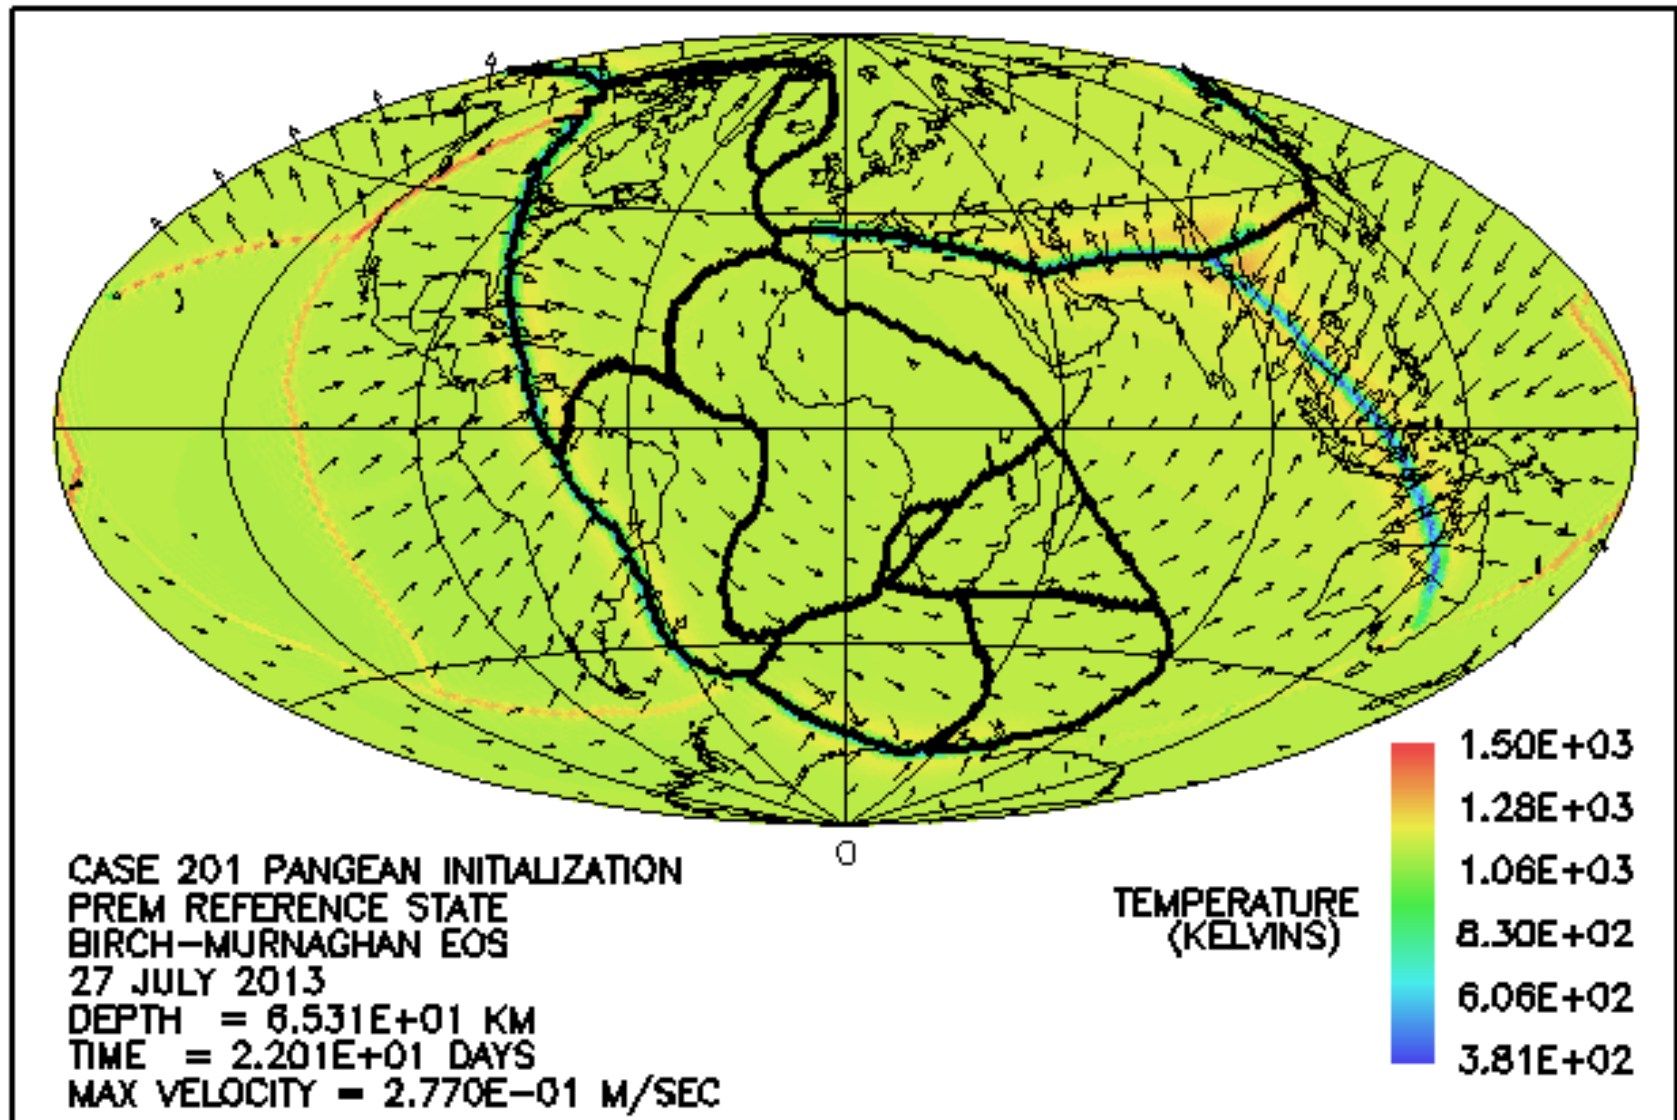 0
CASE 201 PANGEAN INITIALIZATION
PREM REFERENCE STATE
BIRCH-MURNAGHAN EOS
27 JULY 2013
DEPTH = 6.531E+01 KM
TIME = 2.201E+01 DAYS
MAX VELOCITY = 2.770E-01 M/SEC
TEMPERATURE
(KELVINS)
1.50E+03
1.28E+03
1.06E+03
8.30E+02
6.06E+02
3.81E+02